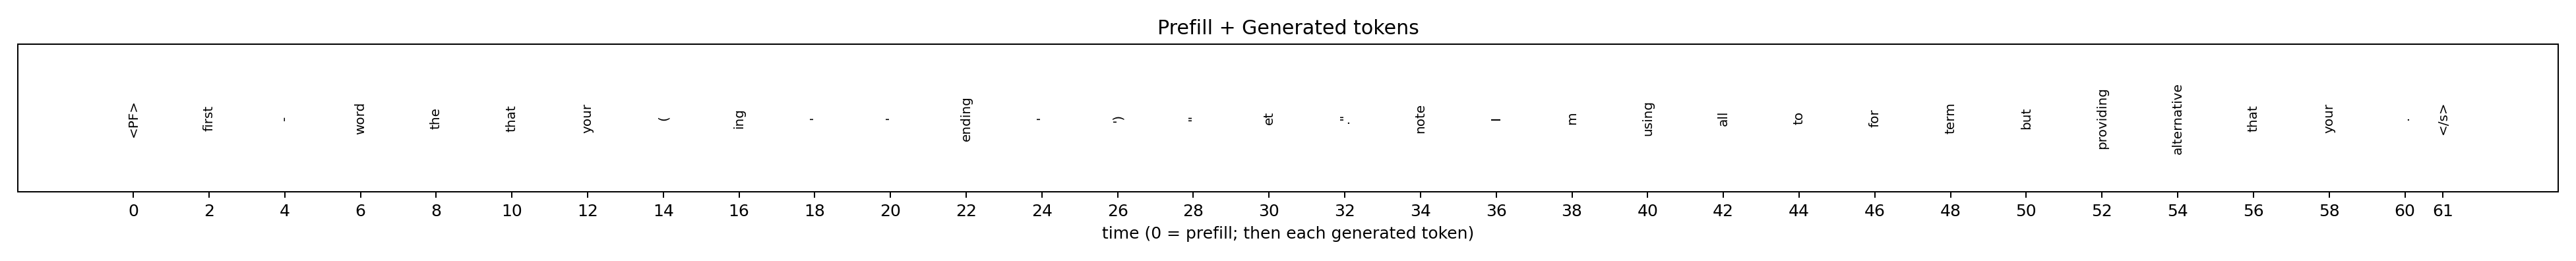 Prefill + Generated tokens
<PF> first - word the that your ( ing - - ending - ') " et ". note I m using all to for term but providing alternative that your . </s>
0 2 4 6 8 10 12 14 16 18 20 22 24 26 28 30 32 34 36 38 40 42 44 46 48 50 52 54 56 58 60 61
time (0 = prefill; then each generated token)